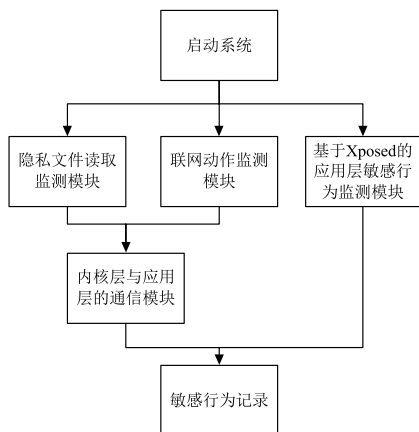 启动系统
隐私文件读取
监测模块
联网动作监测
模块
基于Xposed的
应用层敏感行
为监测模块
内核层与应用
层的通信模块
敏感行为记录